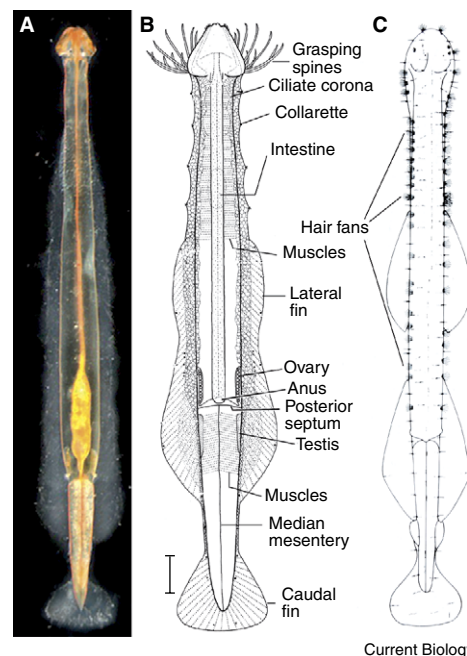 A
B
C
Grasping
spines
Ciliate corona
Collarette
Intestine
Hair fans
Muscles
Lateral
fin
Ovary
Anus
Posterior
septum
Testis
Muscles
Median
mesentery
Caudal
fin
Current Biology